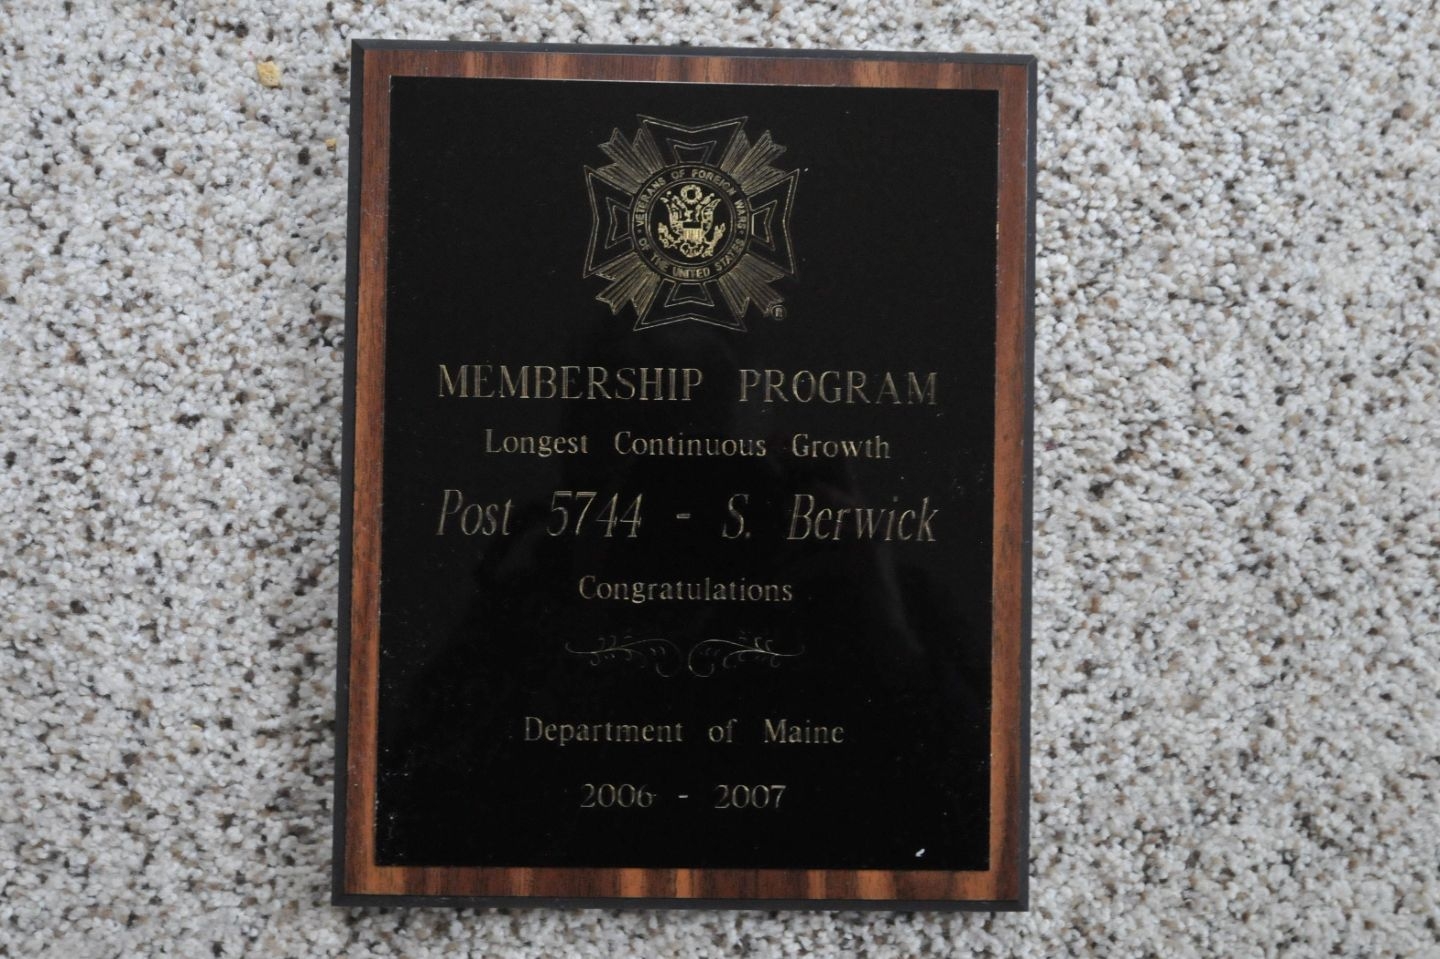 VETERANS OF FOREIGN WARS
OF THE UNITED STATES
®
MEMBERSHIP PROGRAM
Longest Continuous Growth
Post 5744 - S. Berwick
Congratulations
Department of Maine
2006 - 2007